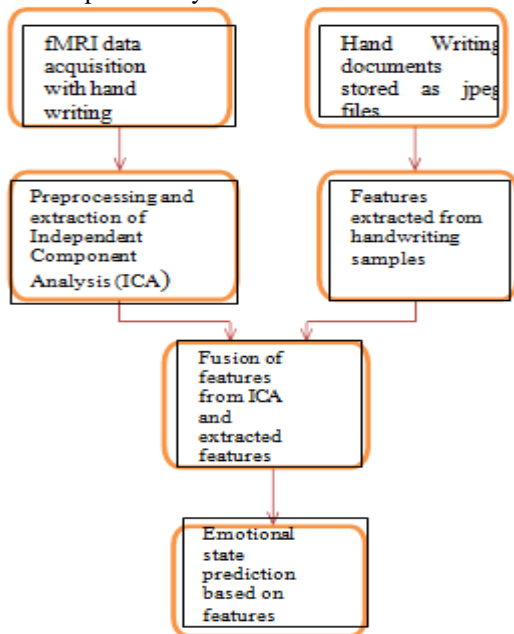 fMRI data
acquisition
with hand
writing
Hand Writing
documents
stored as jpeg
files
Preprocessing and
extraction of
Independent
Component
Analysis (ICA)
Features
extracted from
handwriting
samples
Fusion of
features
from ICA
and
extracted
features
Emotional
state
prediction
based on
features